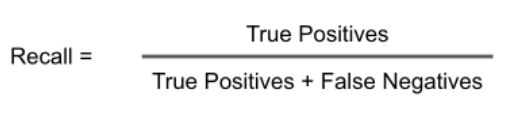 True Positives
Recall =
True Positives + False Negatives